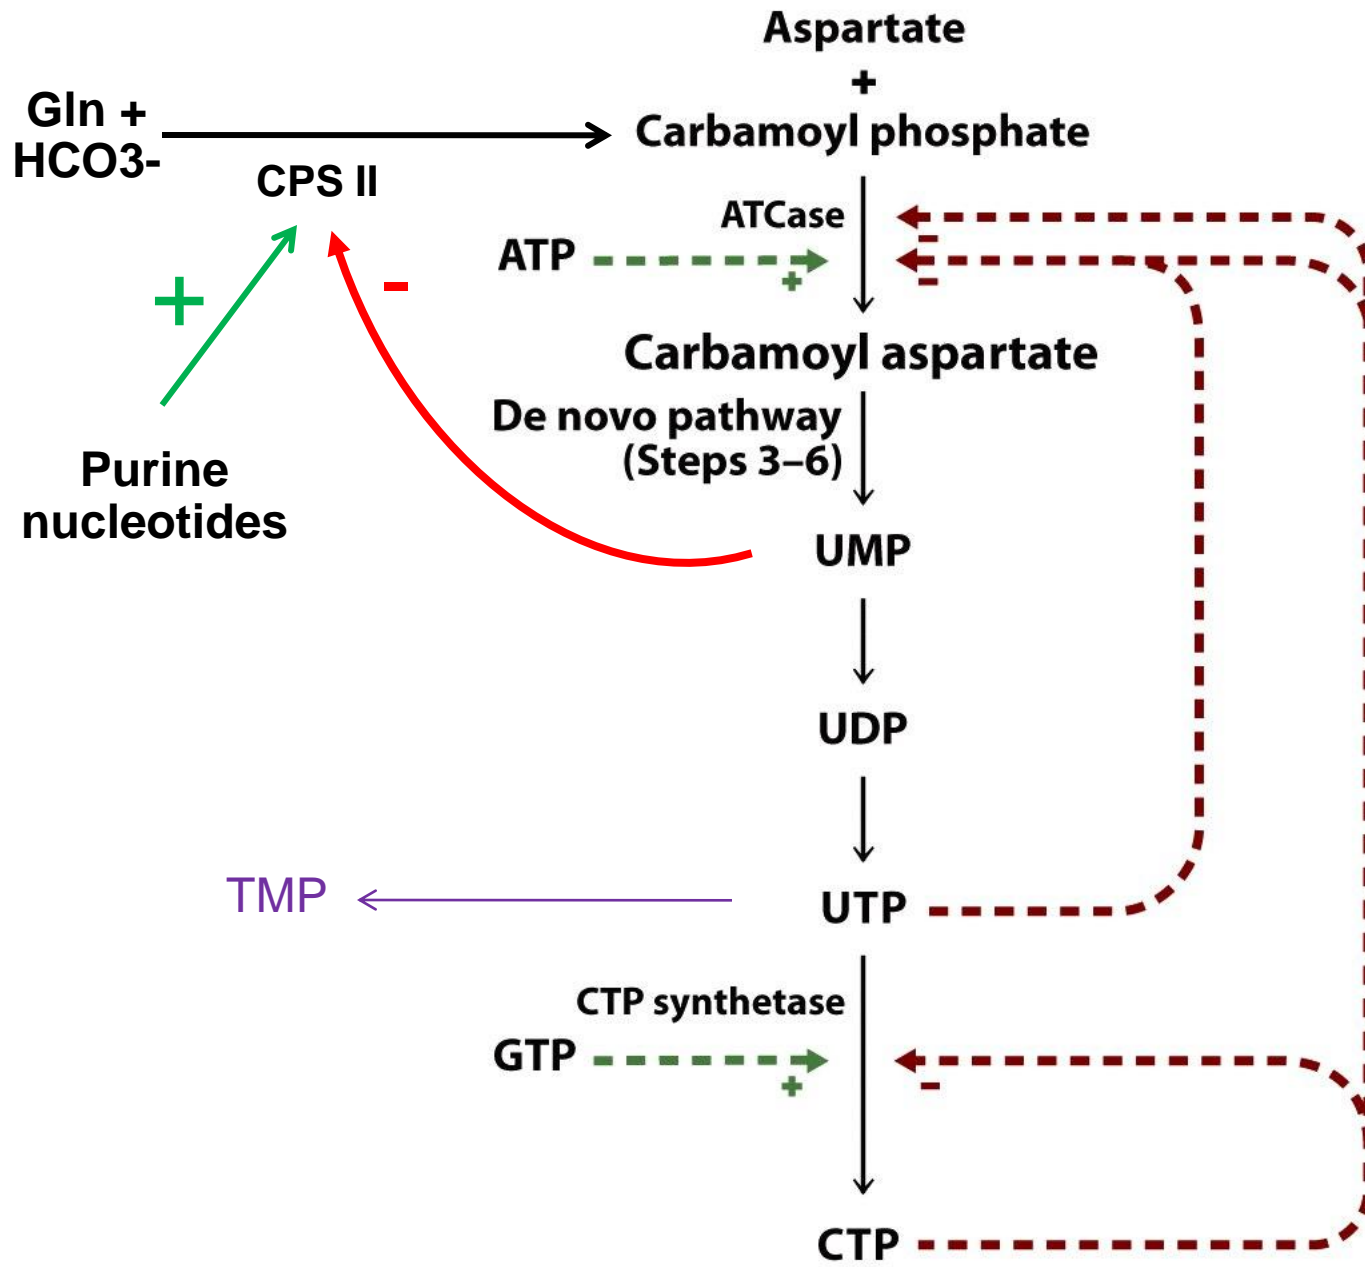 Aspartate
+
Gln +
HCO3-
Carbamoyl phosphate
CPS II
ATCase
-
ATP
+
-
+
-
Carbamoyl aspartate
De novo pathway
(Steps 3–6)
Purine
nucleotides
UMP
UDP
TMP
UTP
CTP synthetase
GTP
+
-
CTP